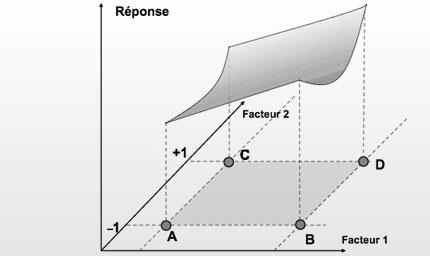 Réponse
Facteur 2
+1
C
D
–1
A
B
Facteur 1